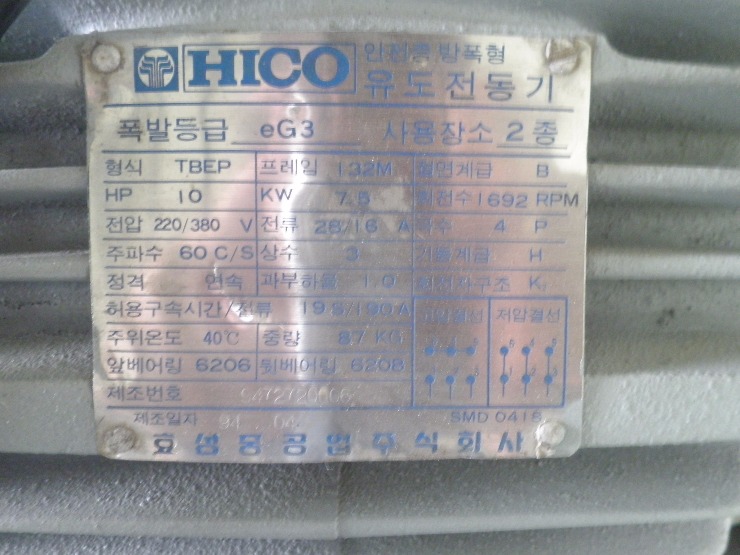 HICO 안전증 방폭형
유도전동기
폭발등급 eG3 사용장소 2 종
형식 TBEP 프레임 132M 절연계급 B
HP 10 KW 7.5 회전수 1692 RPM
전압 220/380 V 전류 28/16 A 극수 4 P
주파수 60 C/S 상수 3 기동계급 H
정격 연속 과부하율 1.0 회전자구조 K
허용구속시간/전류 19.8/190 A 고압결선 저압결선
주위온도 40℃ 중량 87 KG
앞베어링 6206 뒷베어링 6208
제조번호
제조일자 94 04 SMD 0418
효성중공업주식회사